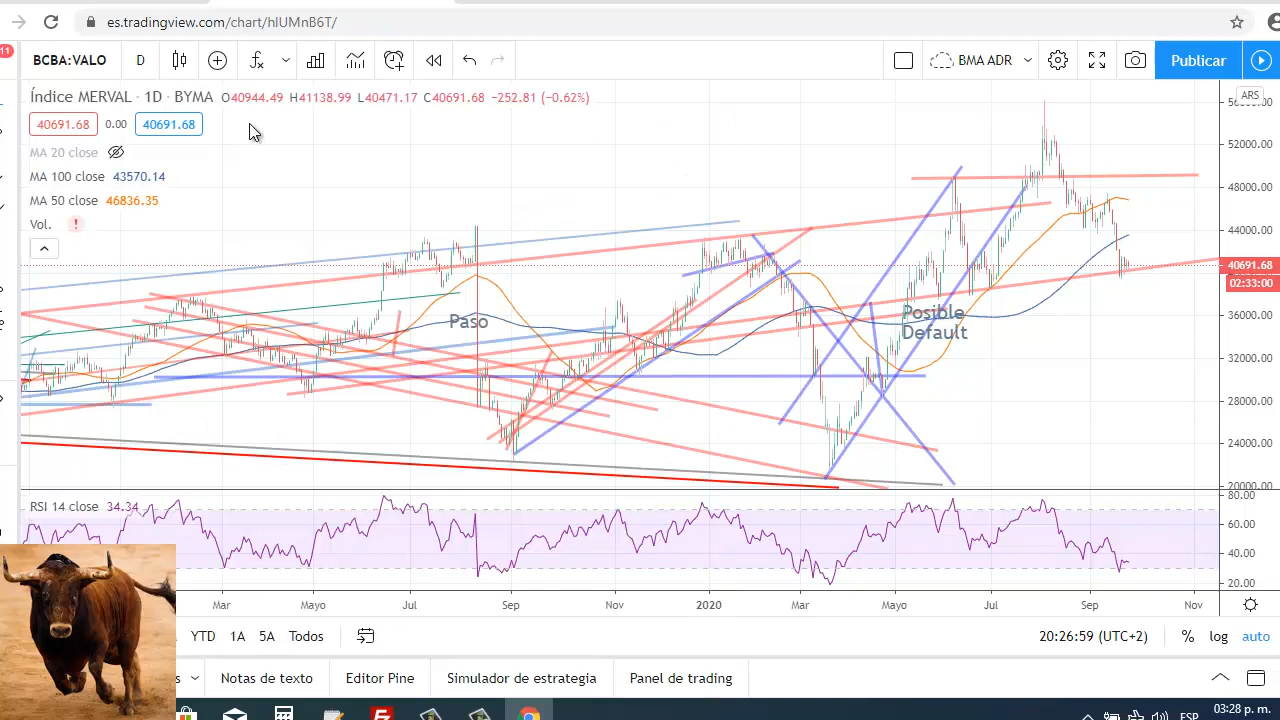 11
es.tradingview.com/chart/hIUMnB6T/
BCBA:VALO D BMA ADR Publicar
Índice MERVAL · 1D · BYMA O40944.49 H41138.99 L40471.17 C40691.68 −252.81 (−0.62%)
ARS
40691.68 0.00 40691.68
MA 20 close
MA 100 close 43570.14
MA 50 close 46836.35
Vol. !
52000.00
48000.00
44000.00
40691.68
02:33:00
36000.00
32000.00
28000.00
24000.00
20000.00
Paso
Posible
Default
RSI 14 close 34.34
80.00
60.00
40.00
20.00
Mar Mayo Jul Sep Nov 2020 Mar Mayo Jul Sep Nov
YTD 1A 5A Todos 20:26:59 (UTC+2) % log auto
Notas de texto Editor Pine Simulador de estrategia Panel de trading
ESP 03:28 p. m.